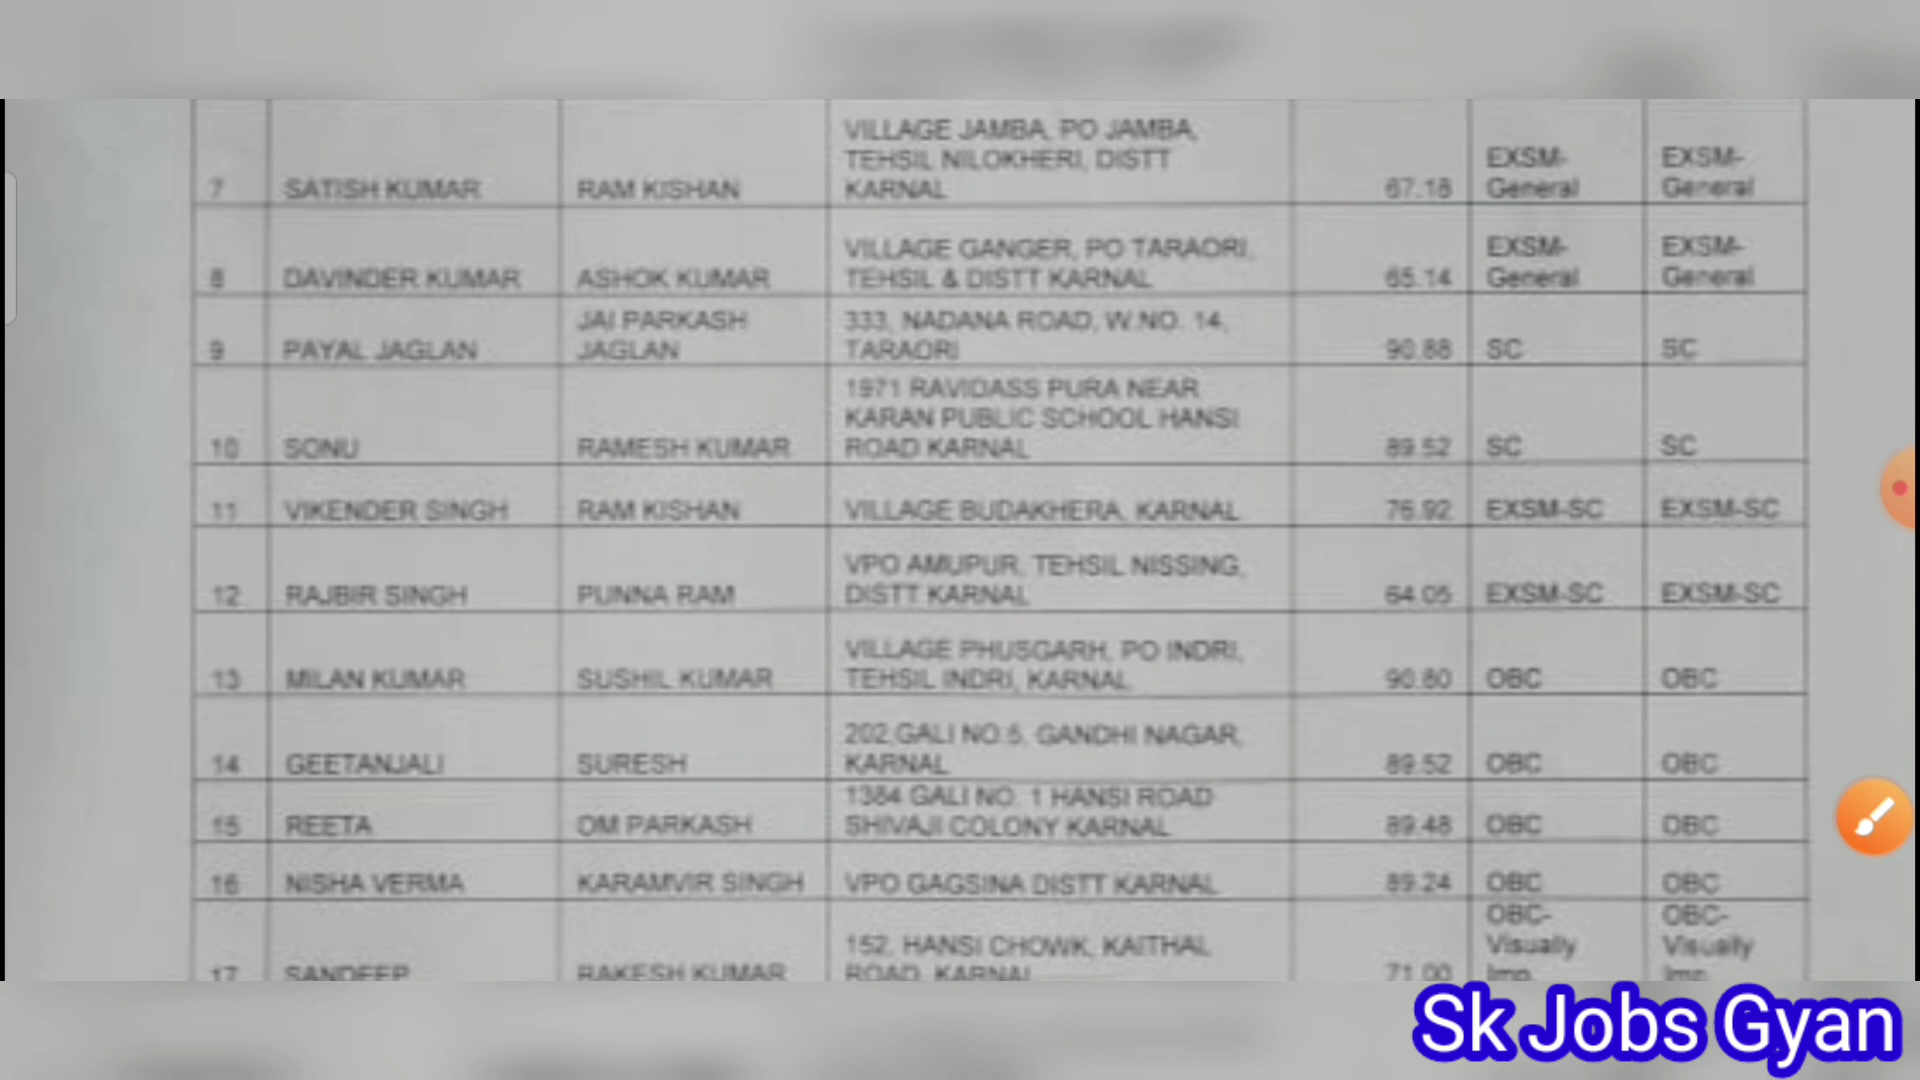 7 SATISH KUMAR RAM KISHAN VILLAGE JAMBA, PO JAMBA, TEHSIL NILOKHERI, DISTT KARNAL 67.18 EXSM-General EXSM-General
8 DAVINDER KUMAR ASHOK KUMAR VILLAGE GANGER, PO TARAORI, TEHSIL & DISTT KARNAL 65.14 EXSM-General EXSM-General
9 PAYAL JAGLAN JAI PARKASH JAGLAN 333, NADANA ROAD, W.NO. 14, TARAORI 90.88 SC SC
10 SONU RAMESH KUMAR 1971 RAVIDASS PURA NEAR KARAN PUBLIC SCHOOL HANSI ROAD KARNAL 89.52 SC SC
11 VIKENDER SINGH RAM KISHAN VILLAGE BUDAKHERA, KARNAL 76.92 EXSM-SC EXSM-SC
12 RAJBIR SINGH PUNNA RAM VPO AMUPUR, TEHSIL NISSING, DISTT KARNAL 64.05 EXSM-SC EXSM-SC
13 MILAN KUMAR SUSHIL KUMAR VILLAGE PHUSGARH, PO INDRI, TEHSIL INDRI, KARNAL 90.80 OBC OBC
14 GEETANJALI SURESH 202,GALI NO.5, GANDHI NAGAR, KARNAL 89.52 OBC OBC
15 REETA OM PARKASH 1384 GALI NO. 1 HANSI ROAD SHIVAJI COLONY KARNAL 89.48 OBC OBC
16 NISHA VERMA KARAMVIR SINGH VPO GAGSINA DISTT KARNAL 89.24 OBC OBC
17 SANDEEP RAKESH KUMAR 152, HANSI CHOWK, KAITHAL ROAD, KARNAL 71.00 OBC-Visually Imp. OBC-Visually Imp.
Sk Jobs Gyan